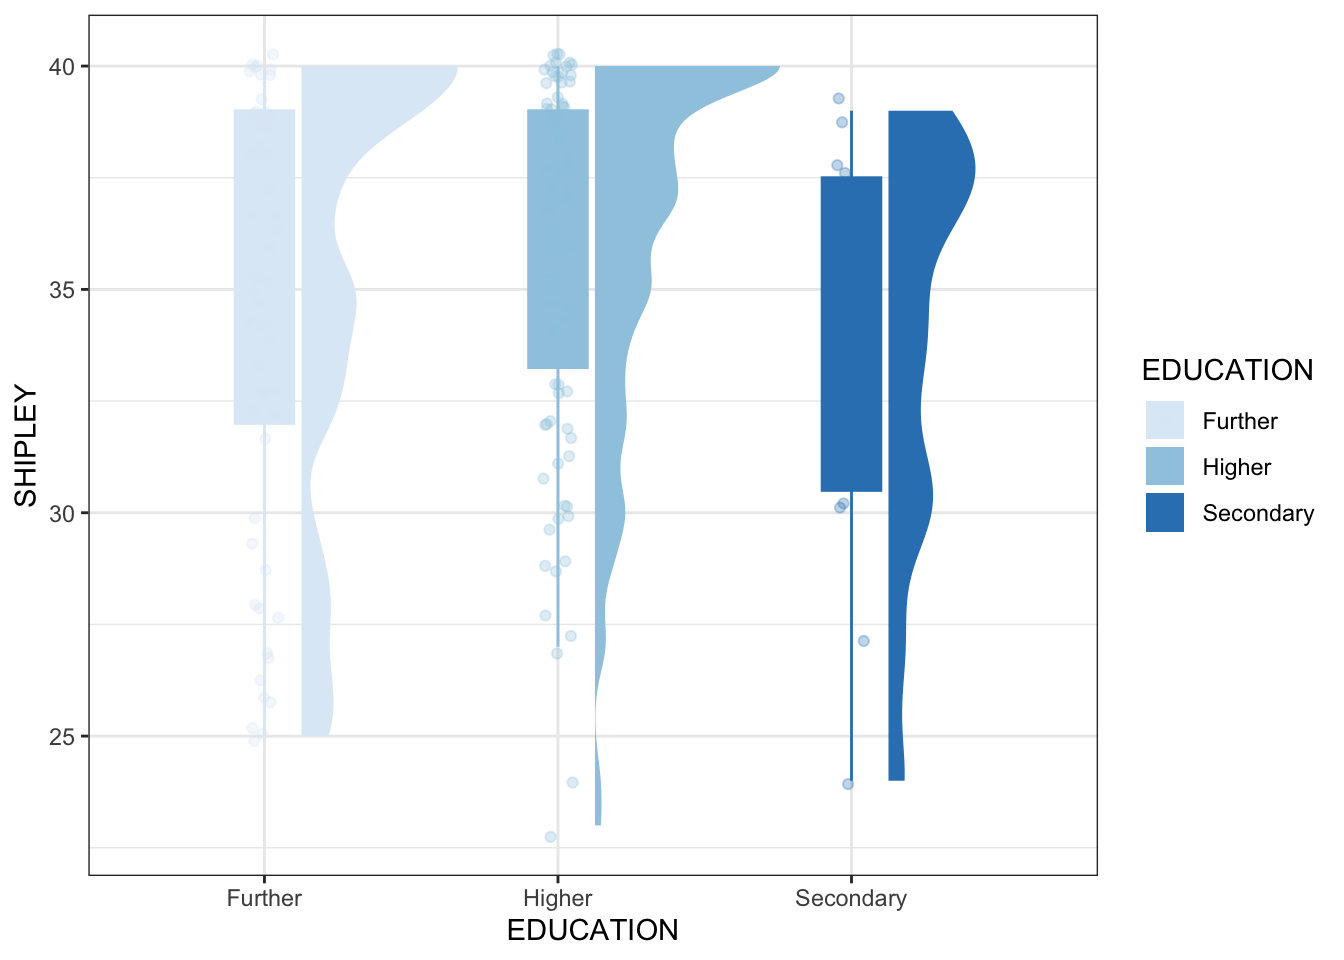 40
35
30
25
SHIPLEY
Further
Higher
Secondary
EDUCATION
EDUCATION
Further
Higher
Secondary